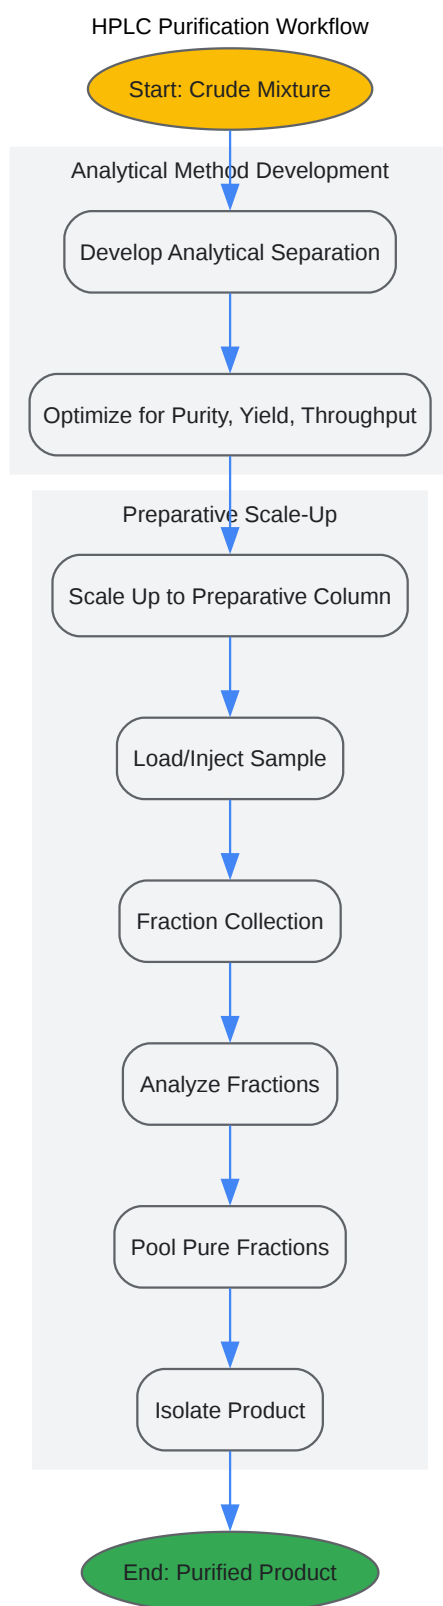 HPLC Purification Workflow
Start: Crude Mixture
Analytical Method Development
Develop Analytical Separation
Optimize for Purity, Yield, Throughput
Preparative Scale-Up
Scale Up to Preparative Column
Load/Inject Sample
Fraction Collection
Analyze Fractions
Pool Pure Fractions
Isolate Product
End: Purified Product